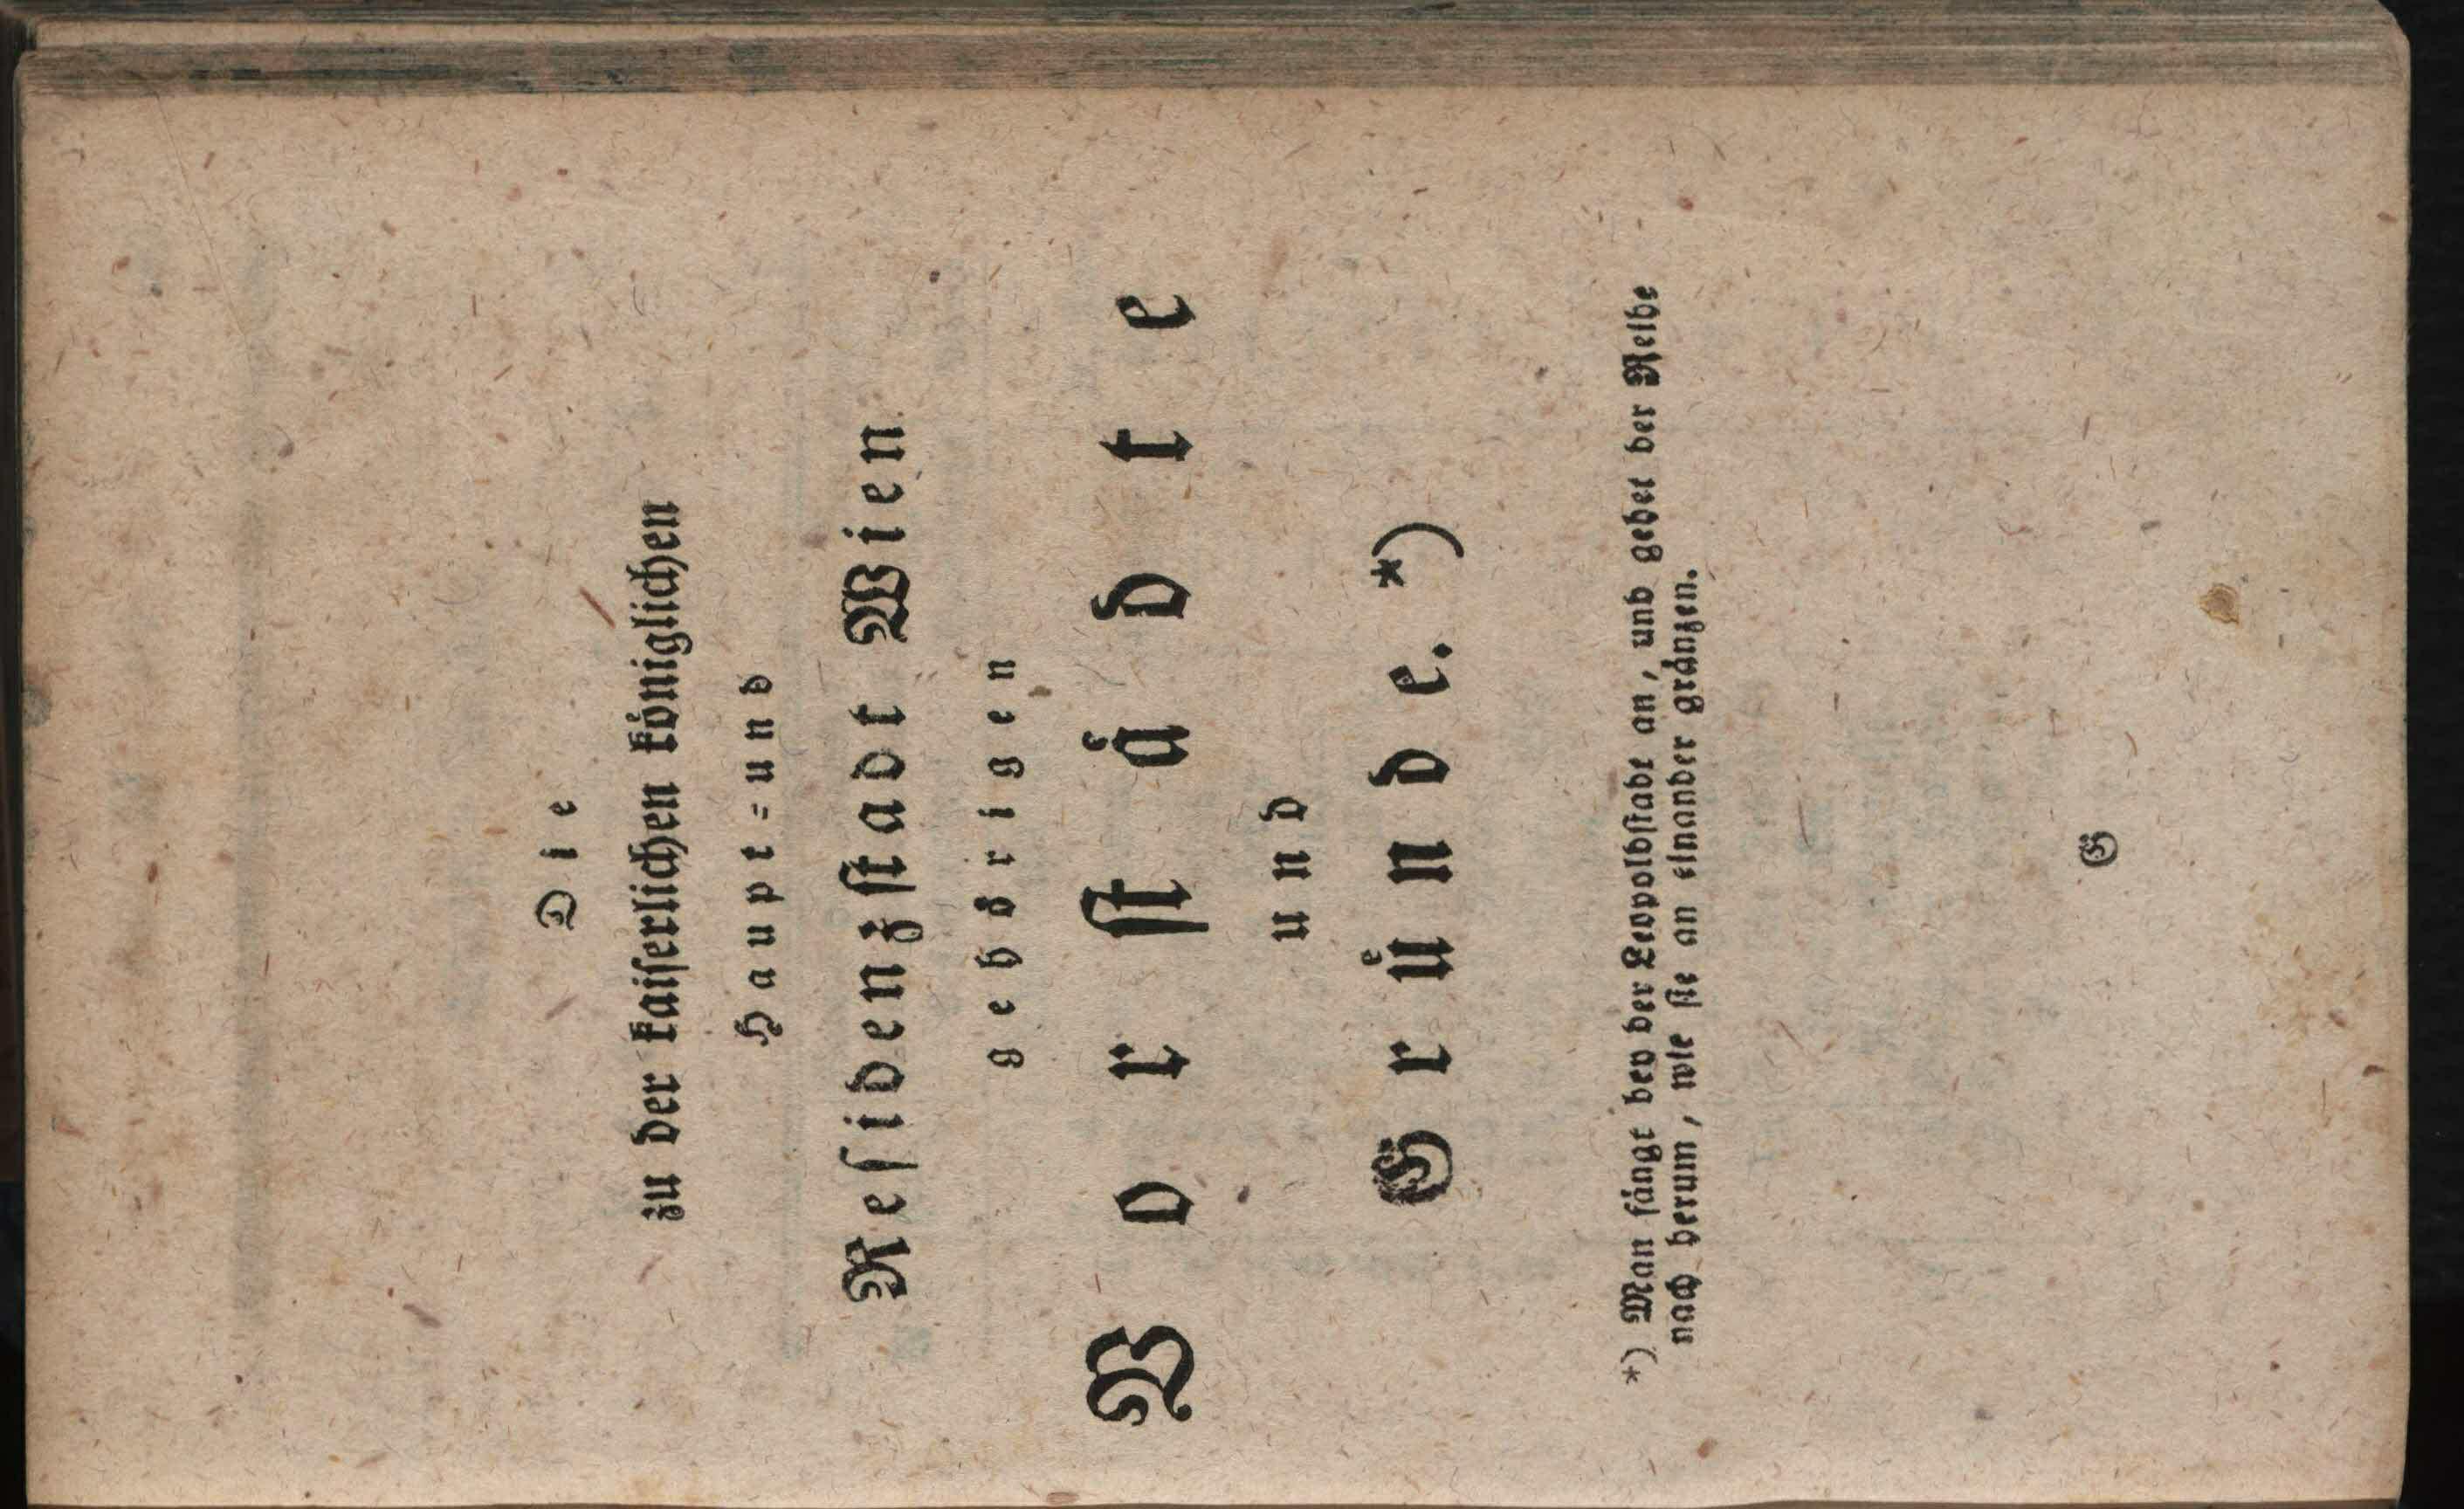 Die
zu der kaiserlichen königlichen
Haupt=und
Residenzstadt Wien
gehörigen
Vorstädte
und
Gründe. *)
*) Man fängt bey der Leopoldstadt an, und gehet der Reihe
nach herum, wie sie an einander gränzen.
G